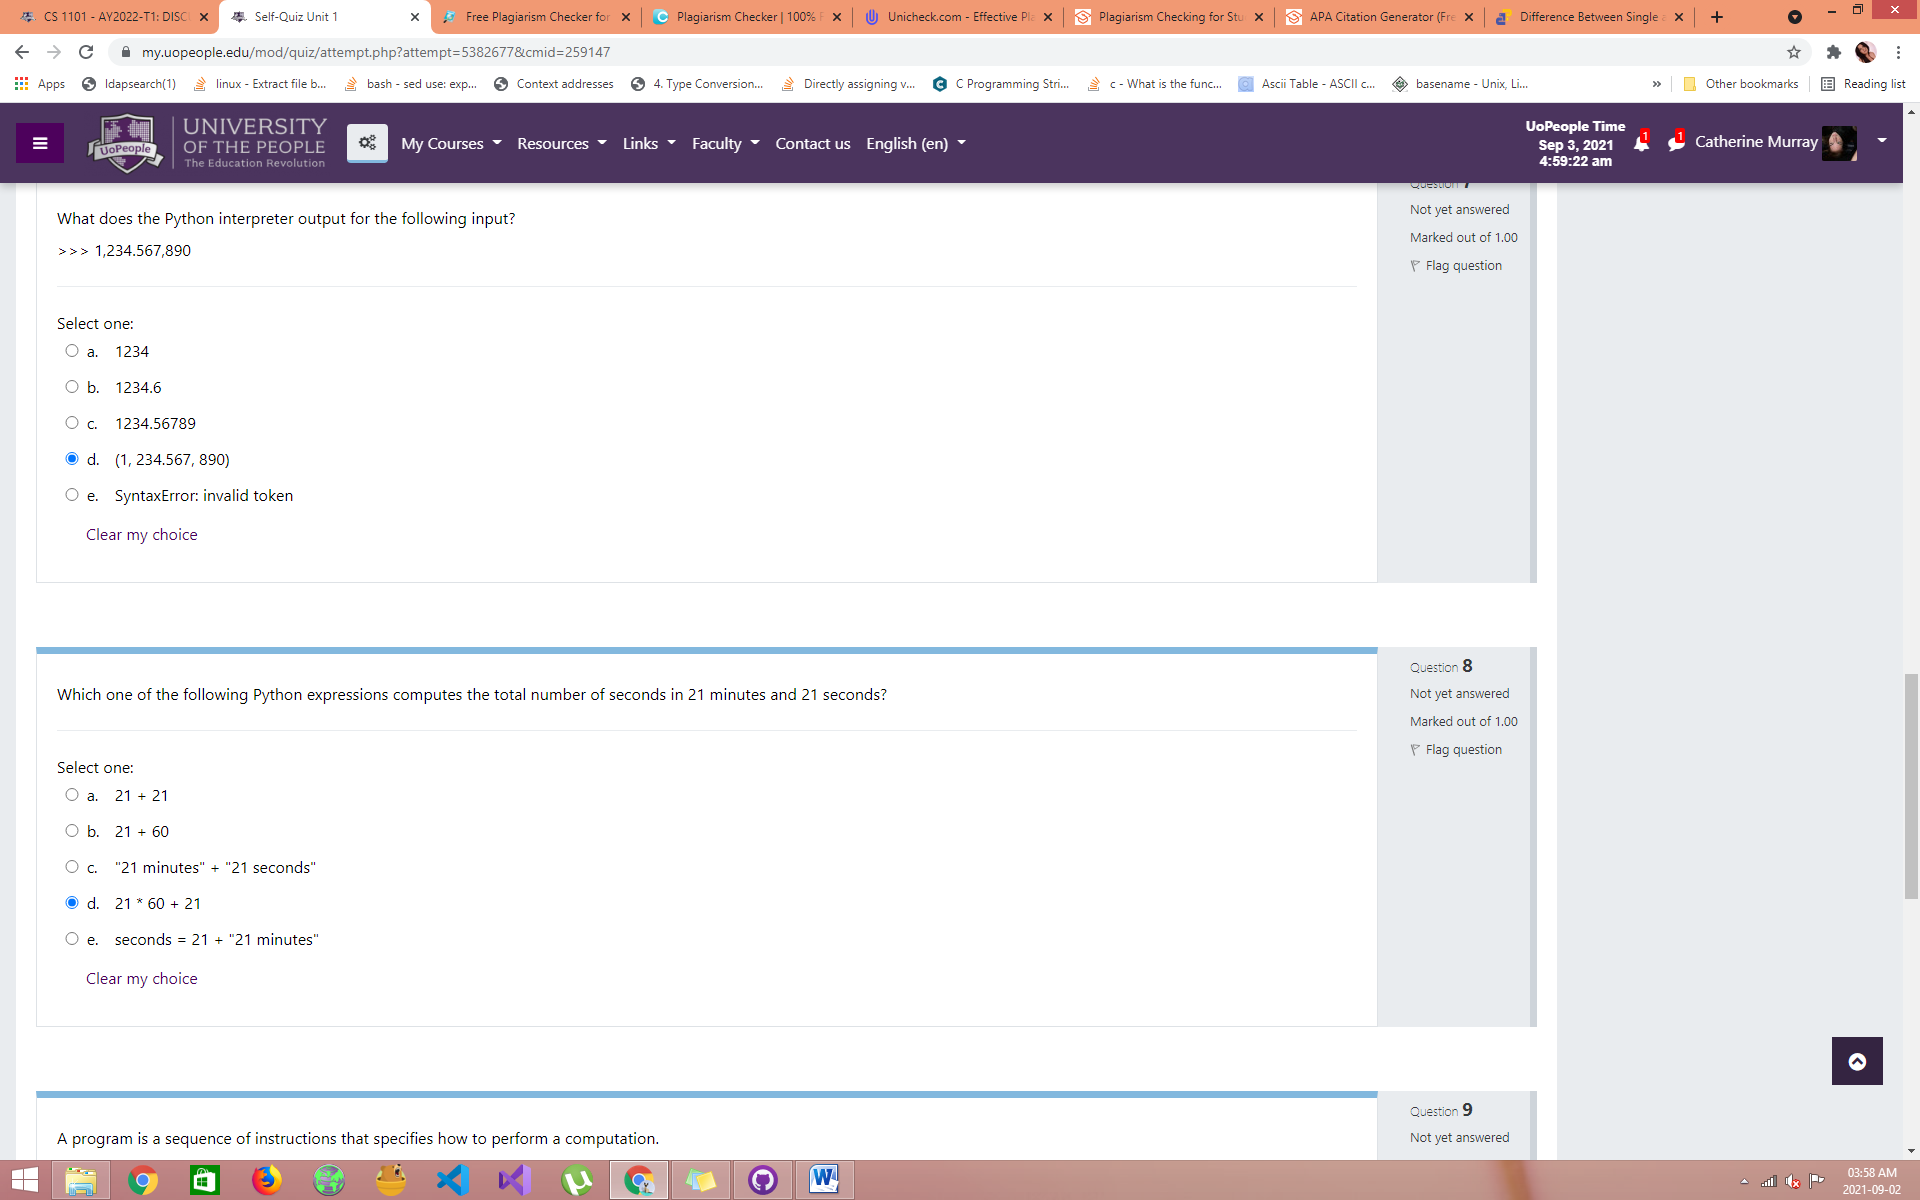 CS 1101 - AY2022-T1: DISC
Self-Quiz Unit 1
Free Plagiarism Checker for
Plagiarism Checker | 100% F
Unicheck.com - Effective Pla
Plagiarism Checking for Stu
APA Citation Generator (Fre
Difference Between Single a
my.uopeople.edu/mod/quiz/attempt.php?attempt=5382677&cmid=259147
Apps
ldapsearch(1)
linux - Extract file b...
bash - sed use: exp...
Context addresses
4. Type Conversion...
Directly assigning v...
C Programming Stri...
c - What is the func...
Ascii Table - ASCII c...
basename - Unix, Li...
»
Other bookmarks
Reading list
UoPeople
UNIVERSITY
OF THE PEOPLE
The Education Revolution
My Courses
Resources
Links
Faculty
Contact us
English (en)
UoPeople Time
Sep 3, 2021
4:59:22 am
1
1
Catherine Murray
Question 7
Not yet answered
Marked out of 1.00
Flag question
What does the Python interpreter output for the following input?
>>> 1,234.567,890
Select one:
a. 1234
b. 1234.6
c. 1234.56789
d. (1, 234.567, 890)
e. SyntaxError: invalid token
Clear my choice
Question 8
Not yet answered
Marked out of 1.00
Flag question
Which one of the following Python expressions computes the total number of seconds in 21 minutes and 21 seconds?
Select one:
a. 21 + 21
b. 21 + 60
c. "21 minutes" + "21 seconds"
d. 21 * 60 + 21
e. seconds = 21 + "21 minutes"
Clear my choice
Question 9
Not yet answered
A program is a sequence of instructions that specifies how to perform a computation.
03:58 AM
2021-09-02